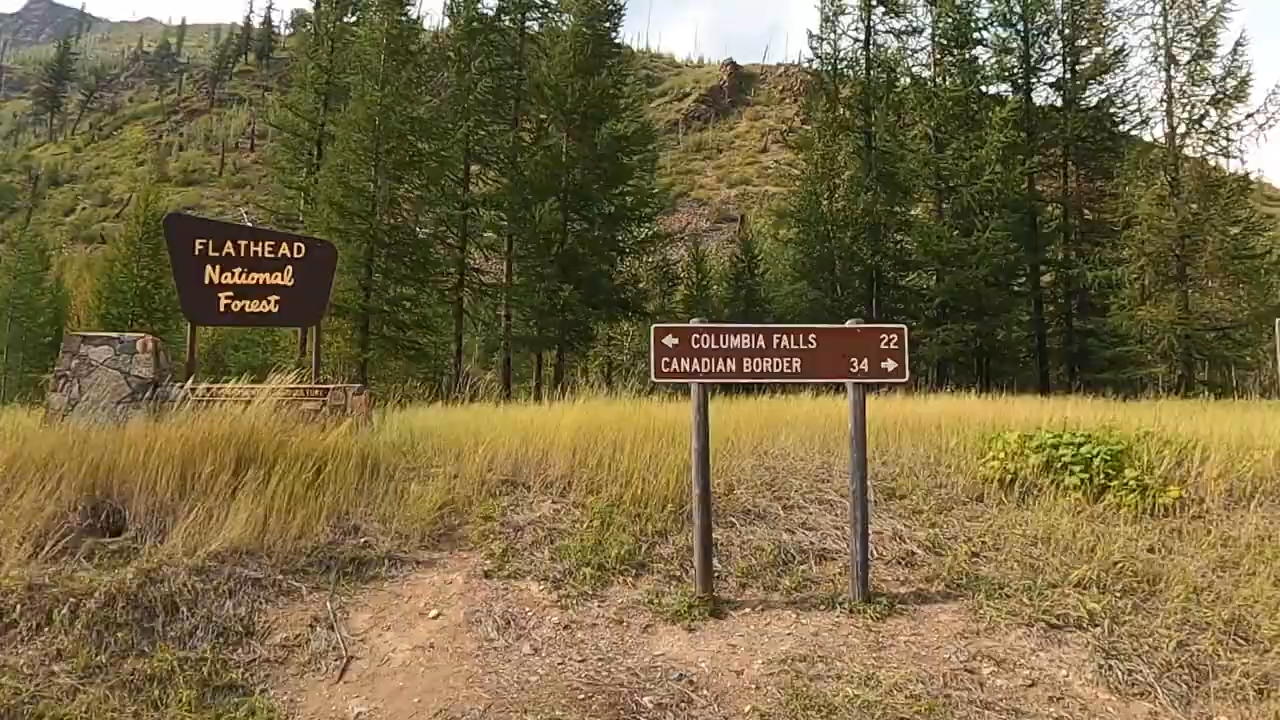 FLATHEAD
National
Forest
← COLUMBIA FALLS 22
CANADIAN BORDER 34 →